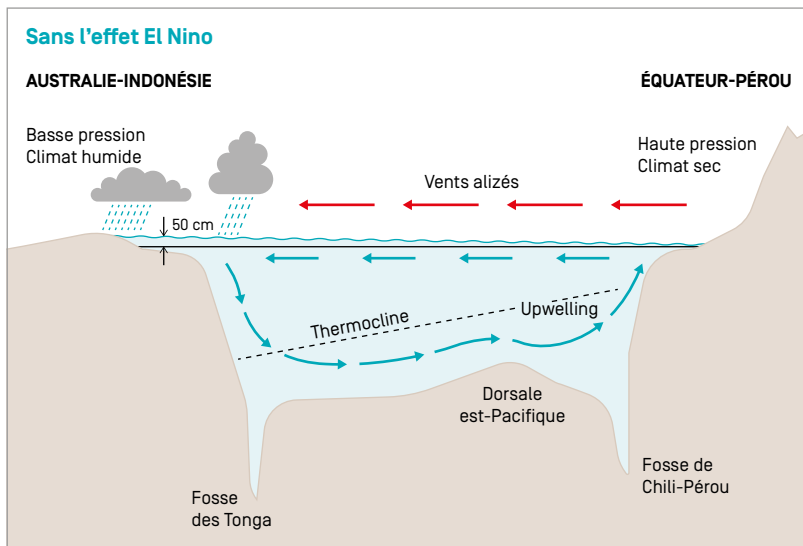 Sans l'effet El Nino
AUSTRALIE-INDONÉSIE
ÉQUATEUR-PÉROU
Basse pression
Climat humide
Haute pression
Climat sec
Vents alizés
50 cm
Thermocline
Upwelling
Dorsale
est-Pacifique
Fosse
des Tonga
Fosse de
Chili-Pérou